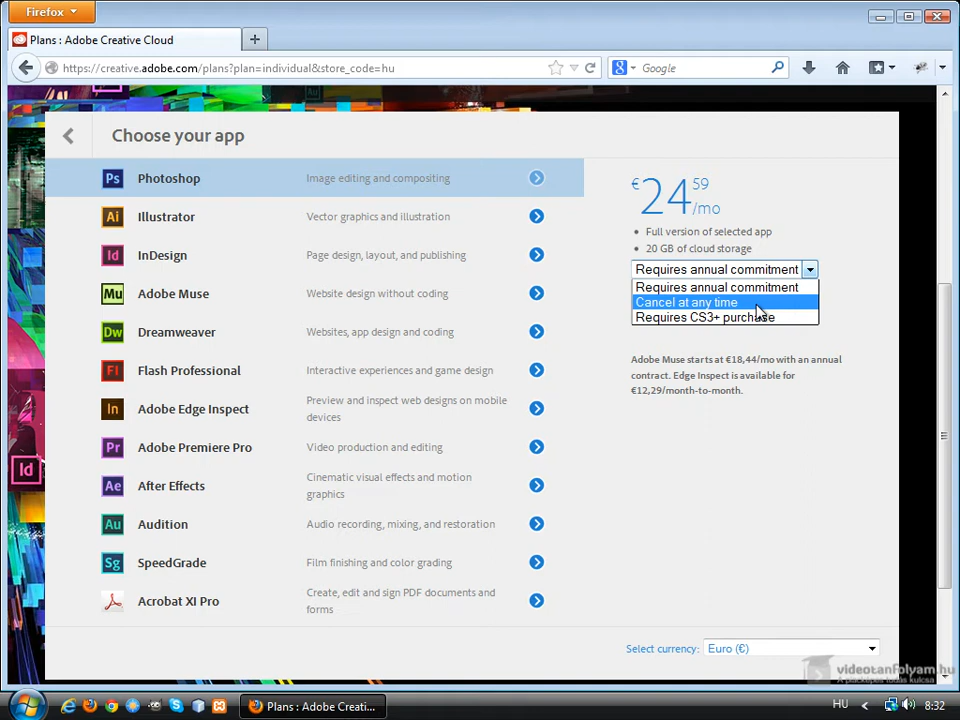 Firefox
Plans : Adobe Creative Cloud
https://creative.adobe.com/plans?plan=individual&store_code=hu
Google
Choose your app
Ps Photoshop Image editing and compositing
Ai Illustrator Vector graphics and illustration
Id InDesign Page design, layout, and publishing
Mu Adobe Muse Website design without coding
Dw Dreamweaver Websites, app design and coding
Fl Flash Professional Interactive experiences and game design
In Adobe Edge Inspect Preview and inspect web designs on mobile
devices
Pr Adobe Premiere Pro Video production and editing
Ae After Effects Cinematic visual effects and motion
graphics
Au Audition Audio recording, mixing, and restoration
Sg SpeedGrade Film finishing and color grading
Acrobat XI Pro Create, edit and sign PDF documents and
forms
€24 59 /mo
• Full version of selected app
• 20 GB of cloud storage
Requires annual commitment
Requires annual commitment
Cancel at any time
Requires CS3+ purchase
Adobe Muse starts at €18,44/mo with an annual
contract. Edge Inspect is available for
€12,29/month-to-month.
Select currency: Euro (€)
Id
videotanfolyam.hu
A gyakorlás tudás kulcsa
Plans : Adobe Creati...
HU
8:32